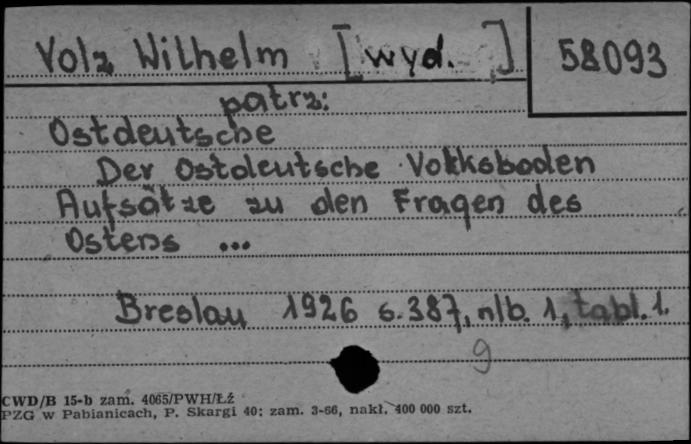 Volz Wilhelm [wyd.] 58093
patrz:
Ostdeutsche
Der Ostdeutsche Volksboden
Aufsätze zu den Fragen des
Ostens ...
Breslau 1926 s. 387, nlb. 1, tabl. 1.
9
CWD/B 15-b zam. 4065/PWH/Łź
PZG w Pabianicach, P. Skargi 40; zam. 3-66, nakł. 400 000 szt.